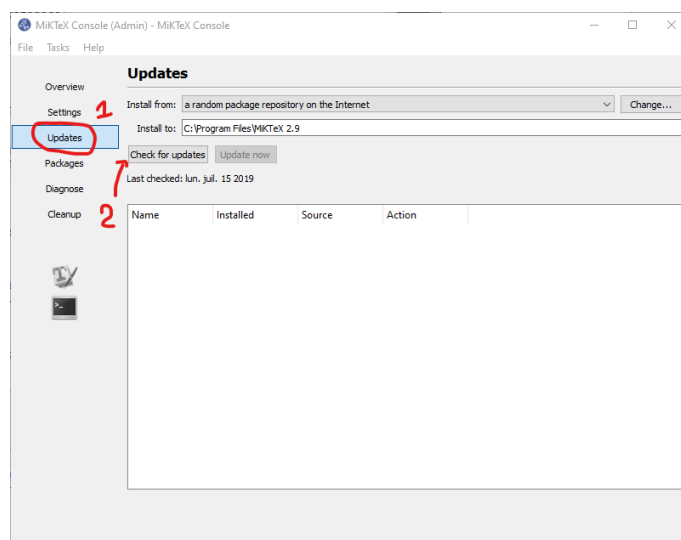 MiKTeX Console (Admin) - MiKTeX Console
File Tasks Help
Overview
Settings
Updates
Packages
Diagnose
Cleanup
1
2
Updates
Install from: a random package repository on the Internet Change...
Install to: C:\Program Files\MiKTeX 2.9
Check for updates Update now
Last checked: lun. juil. 15 2019
Name Installed Source Action